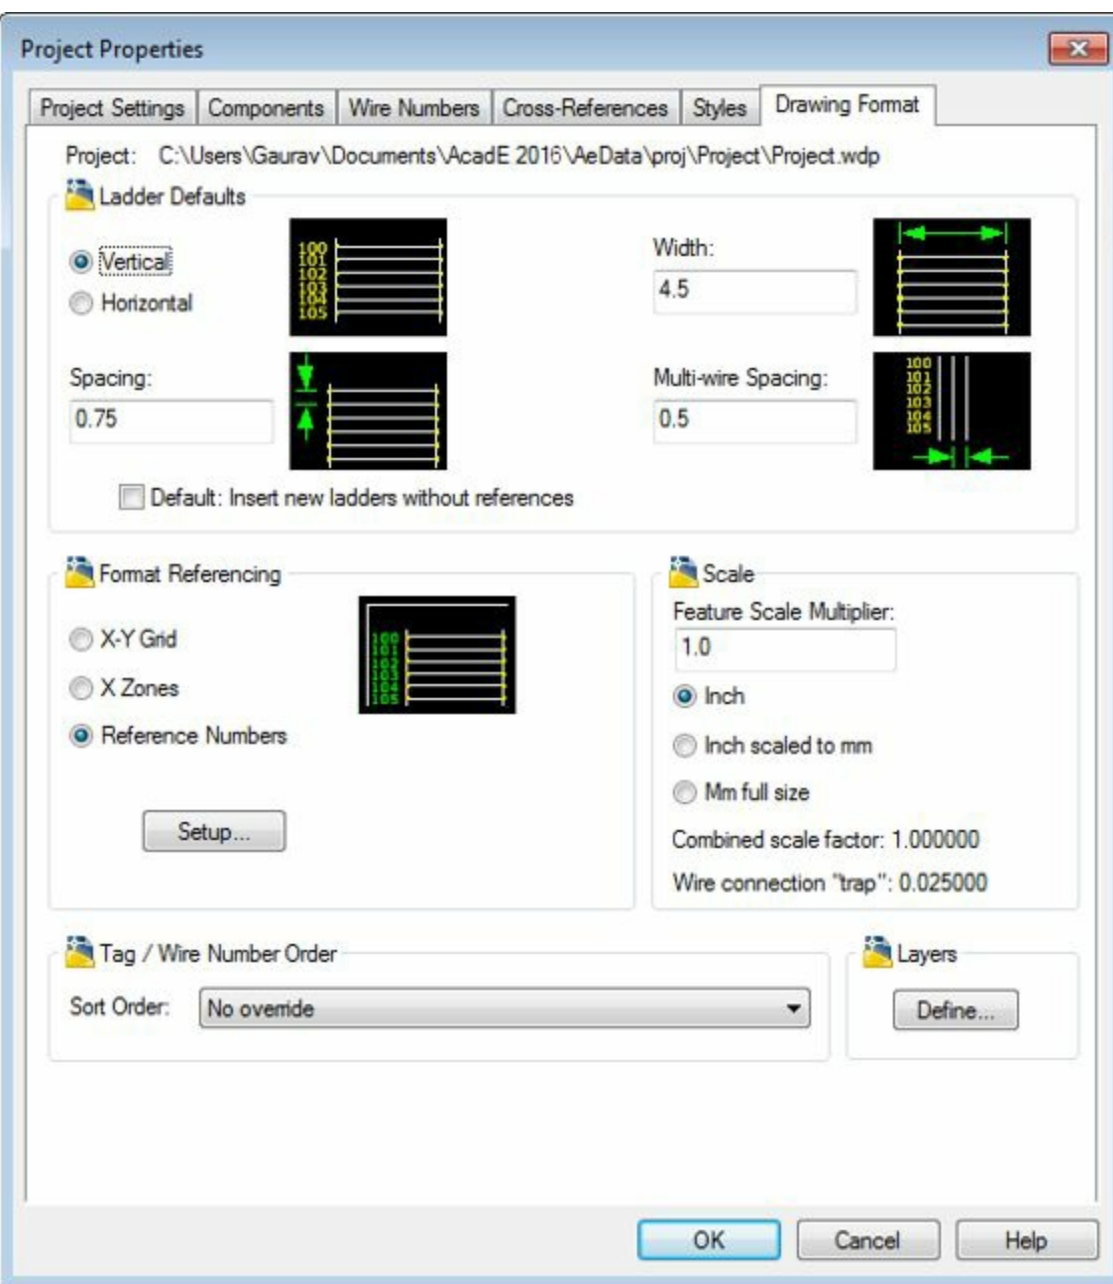 Project Properties
Project Settings Components Wire Numbers Cross-References Styles Drawing Format
Project: C:\Users\Gaurav\Documents\AcadE 2016\AeData\proj\Project\Project.wdp
Ladder Defaults
Vertical
Horizontal
100
101
102
103
104
105
Width:
4.5
Spacing:
0.75
Multi-wire Spacing:
0.5
100
101
102
103
104
105
Default: Insert new ladders without references
Format Referencing
X-Y Grid
X Zones
Reference Numbers
100
101
102
103
104
105
Setup...
Scale
Feature Scale Multiplier:
1.0
Inch
Inch scaled to mm
Mm full size
Combined scale factor: 1.000000
Wire connection "trap": 0.025000
Tag / Wire Number Order
Sort Order: No override
Layers
Define...
OK Cancel Help